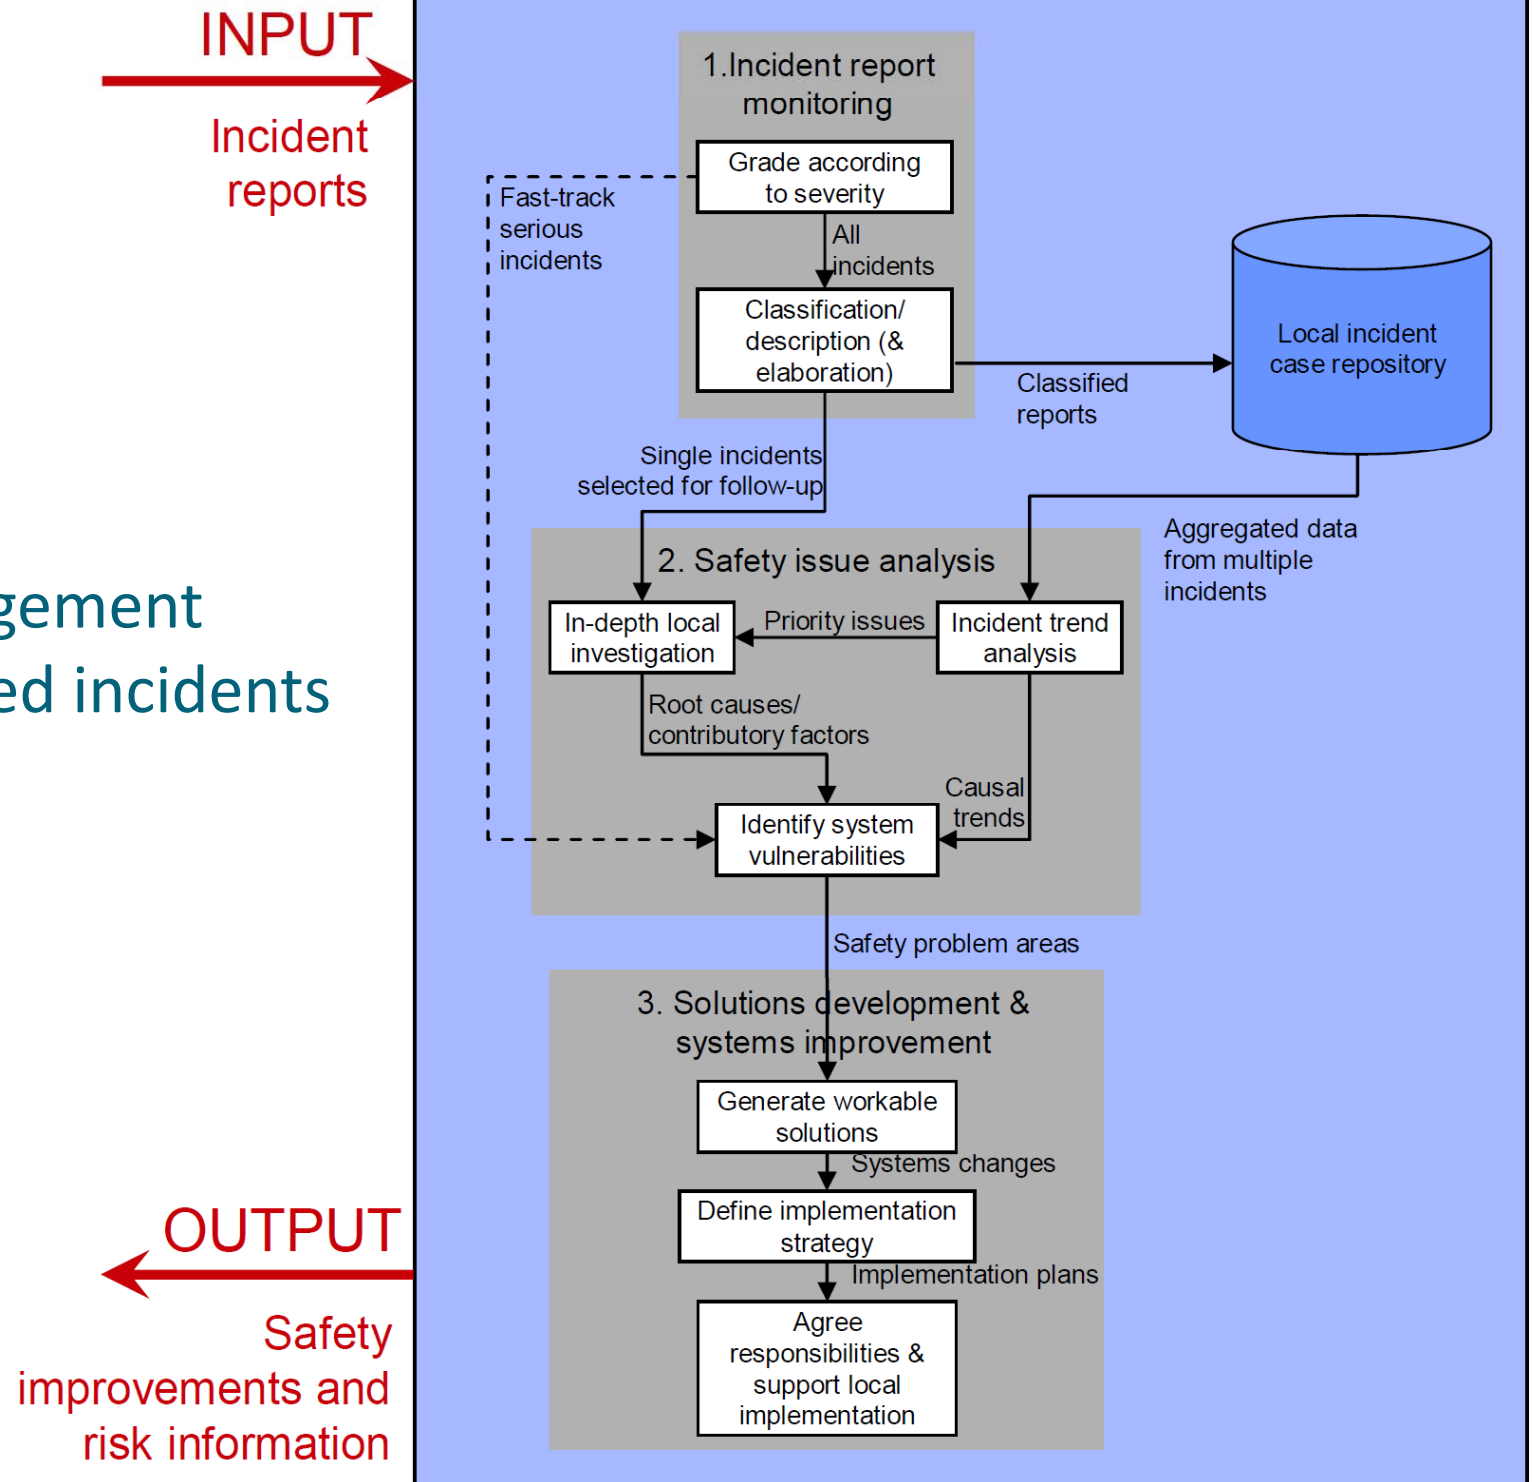 INPUT
Incident
reports
1.Incident report
monitoring
Grade according
to severity
Fast-track
serious
incidents
All
incidents
Classification/
description (&
elaboration)
Classified
reports
Local incident
case repository
Single incidents
selected for follow-up
Aggregated data
from multiple
incidents
2. Safety issue analysis
In-depth local
investigation
Priority issues
Incident trend
analysis
gement
ed incidents
Root causes/
contributory factors
Causal
trends
Identify system
vulnerabilities
Safety problem areas
3. Solutions development &
systems improvement
Generate workable
solutions
Systems changes
Define implementation
strategy
Implementation plans
Agree
responsibilities &
support local
implementation
OUTPUT
Safety
improvements and
risk information